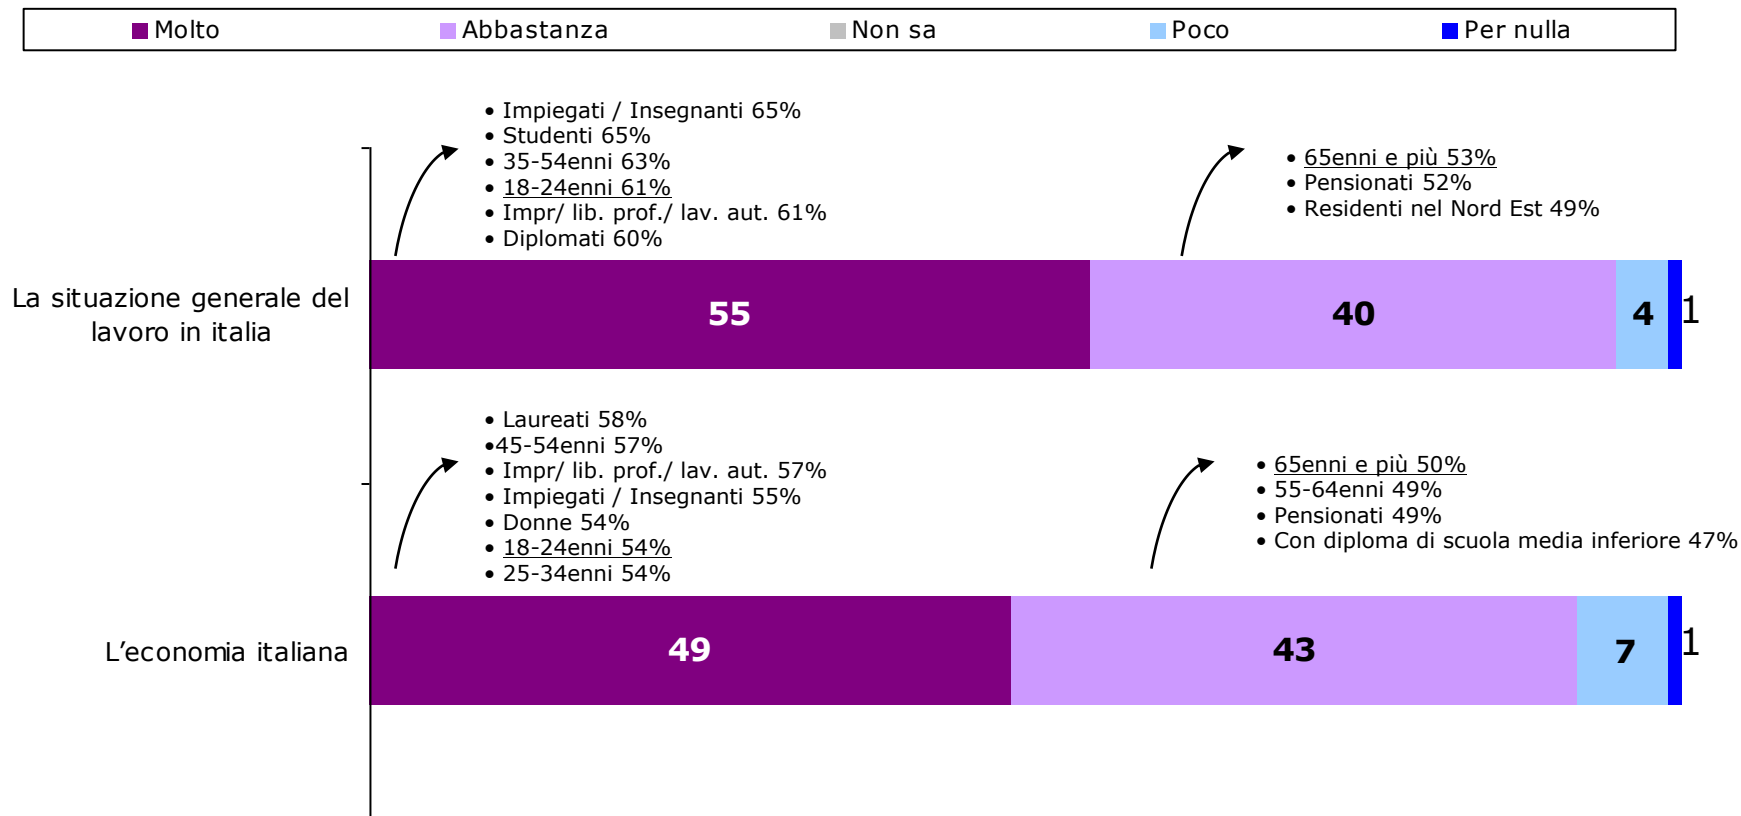 Molto Abbastanza Non sa Poco Per nulla
• Impiegati / Insegnanti 65%
• Studenti 65%
• 35-54enni 63%
• 18-24enni 61%
• Impr/ lib. prof./ lav. aut. 61%
• Diplomati 60%
• 65enni e più 53%
• Pensionati 52%
• Residenti nel Nord Est 49%
La situazione generale del
lavoro in italia
55 40 4 1
• Laureati 58%
•45-54enni 57%
• Impr/ lib. prof./ lav. aut. 57%
• Impiegati / Insegnanti 55%
• Donne 54%
• 18-24enni 54%
• 25-34enni 54%
• 65enni e più 50%
• 55-64enni 49%
• Pensionati 49%
• Con diploma di scuola media inferiore 47%
L’economia italiana
49 43 7 1